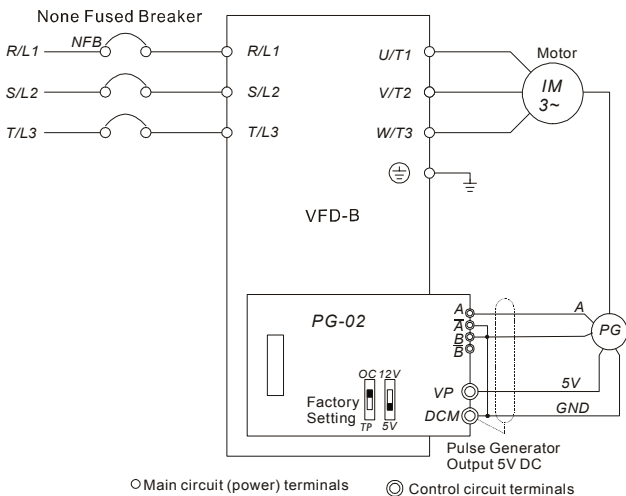 None Fused Breaker
R/L1
NFB
R/L1
U/T1
Motor
S/L2
S/L2
V/T2
IM
3~
T/L3
T/L3
W/T3
VFD-B
PG-02
A
A
A
B
B
PG
OC 12V
Factory
Setting
TP 5V
VP
5V
DCM
GND
Pulse Generator
Output 5V DC
Main circuit (power) terminals
Control circuit terminals